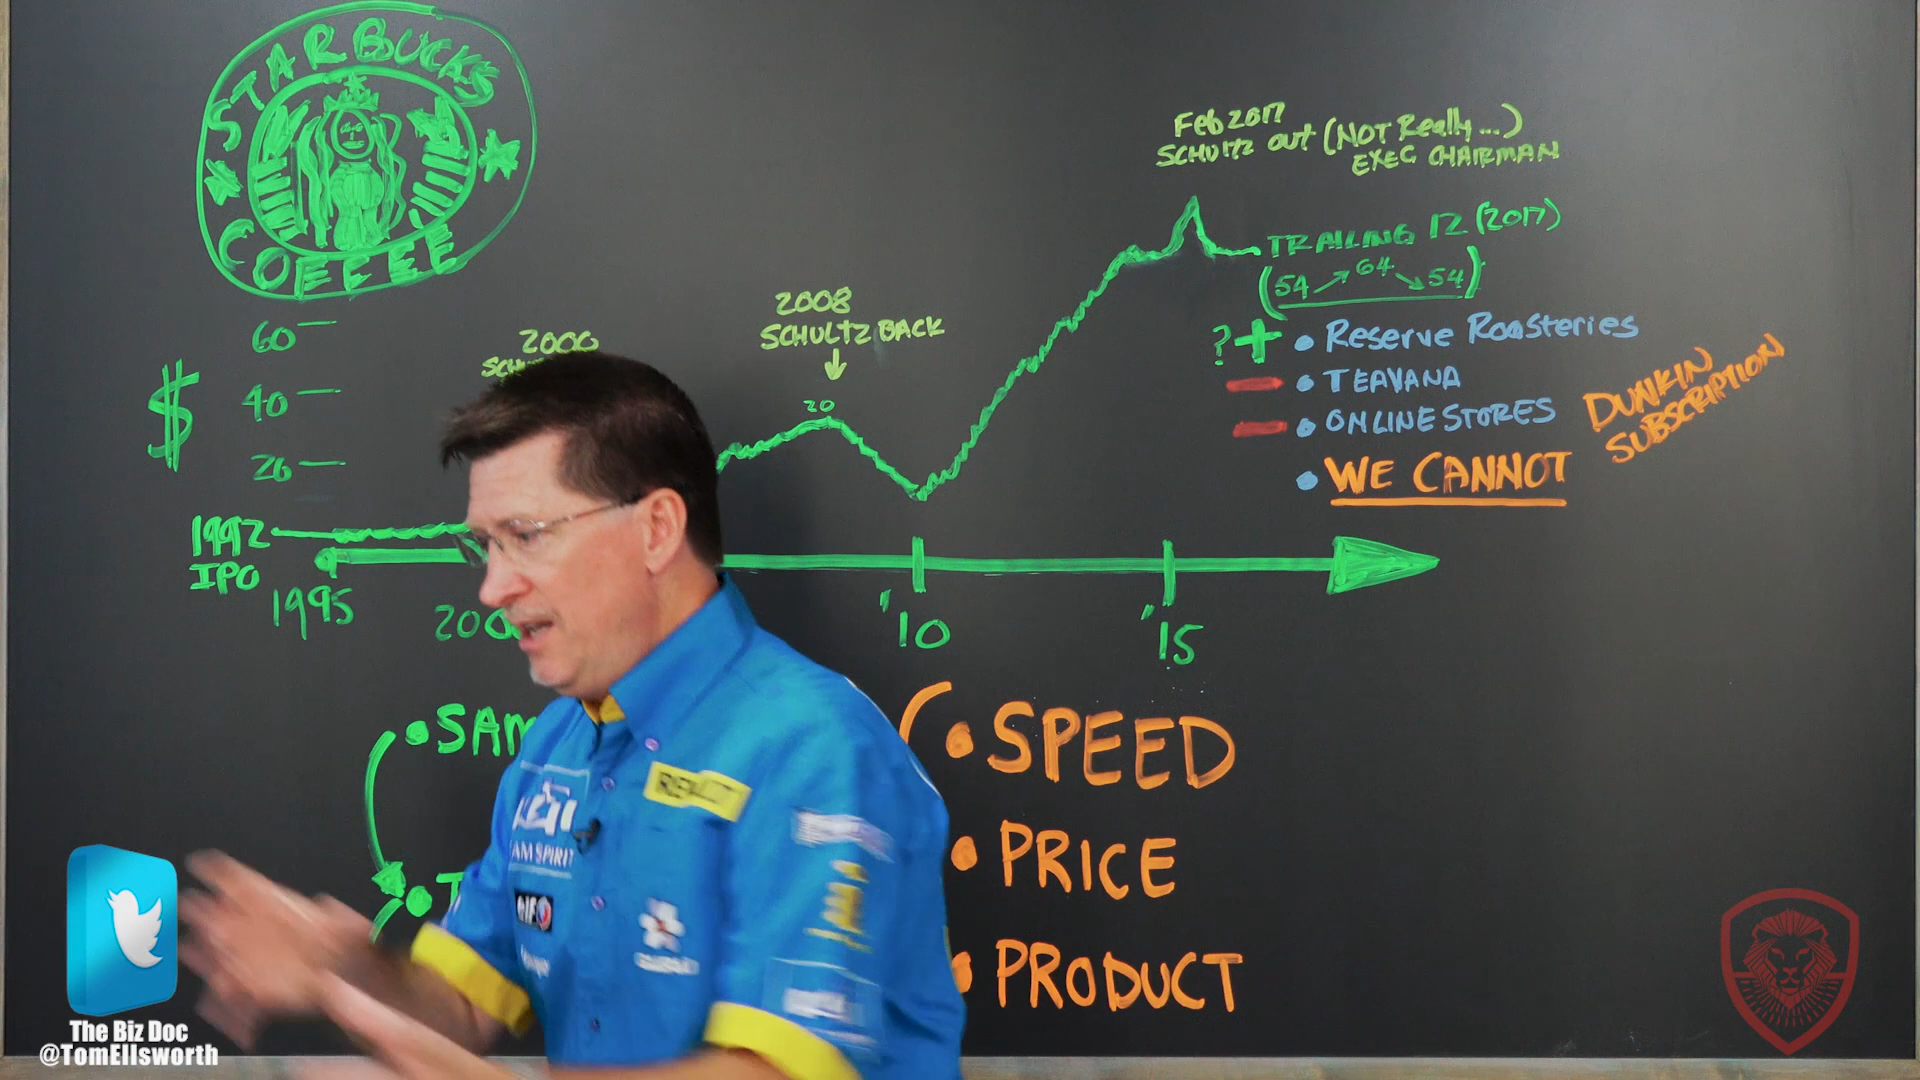 STARBUCKS
COFFEE
Feb 2017
SCHULTZ OUT (NOT Really...)
EXEC CHAIRMAN
TRAILING 12 (2017)
(54 → 64 → 54)
$
60
40
20
2000
2008
SCHULTZ BACK
20
? + • Reserve Roasteries
• TEAVANA
• ONLINE STORES
• WE CANNOT
DUNKIN
SUBSCRIPTION
1992
IPO
1995
'10
'15
• SPEED
• PRICE
• PRODUCT
elf
The Biz Doc
@TomEllsworth